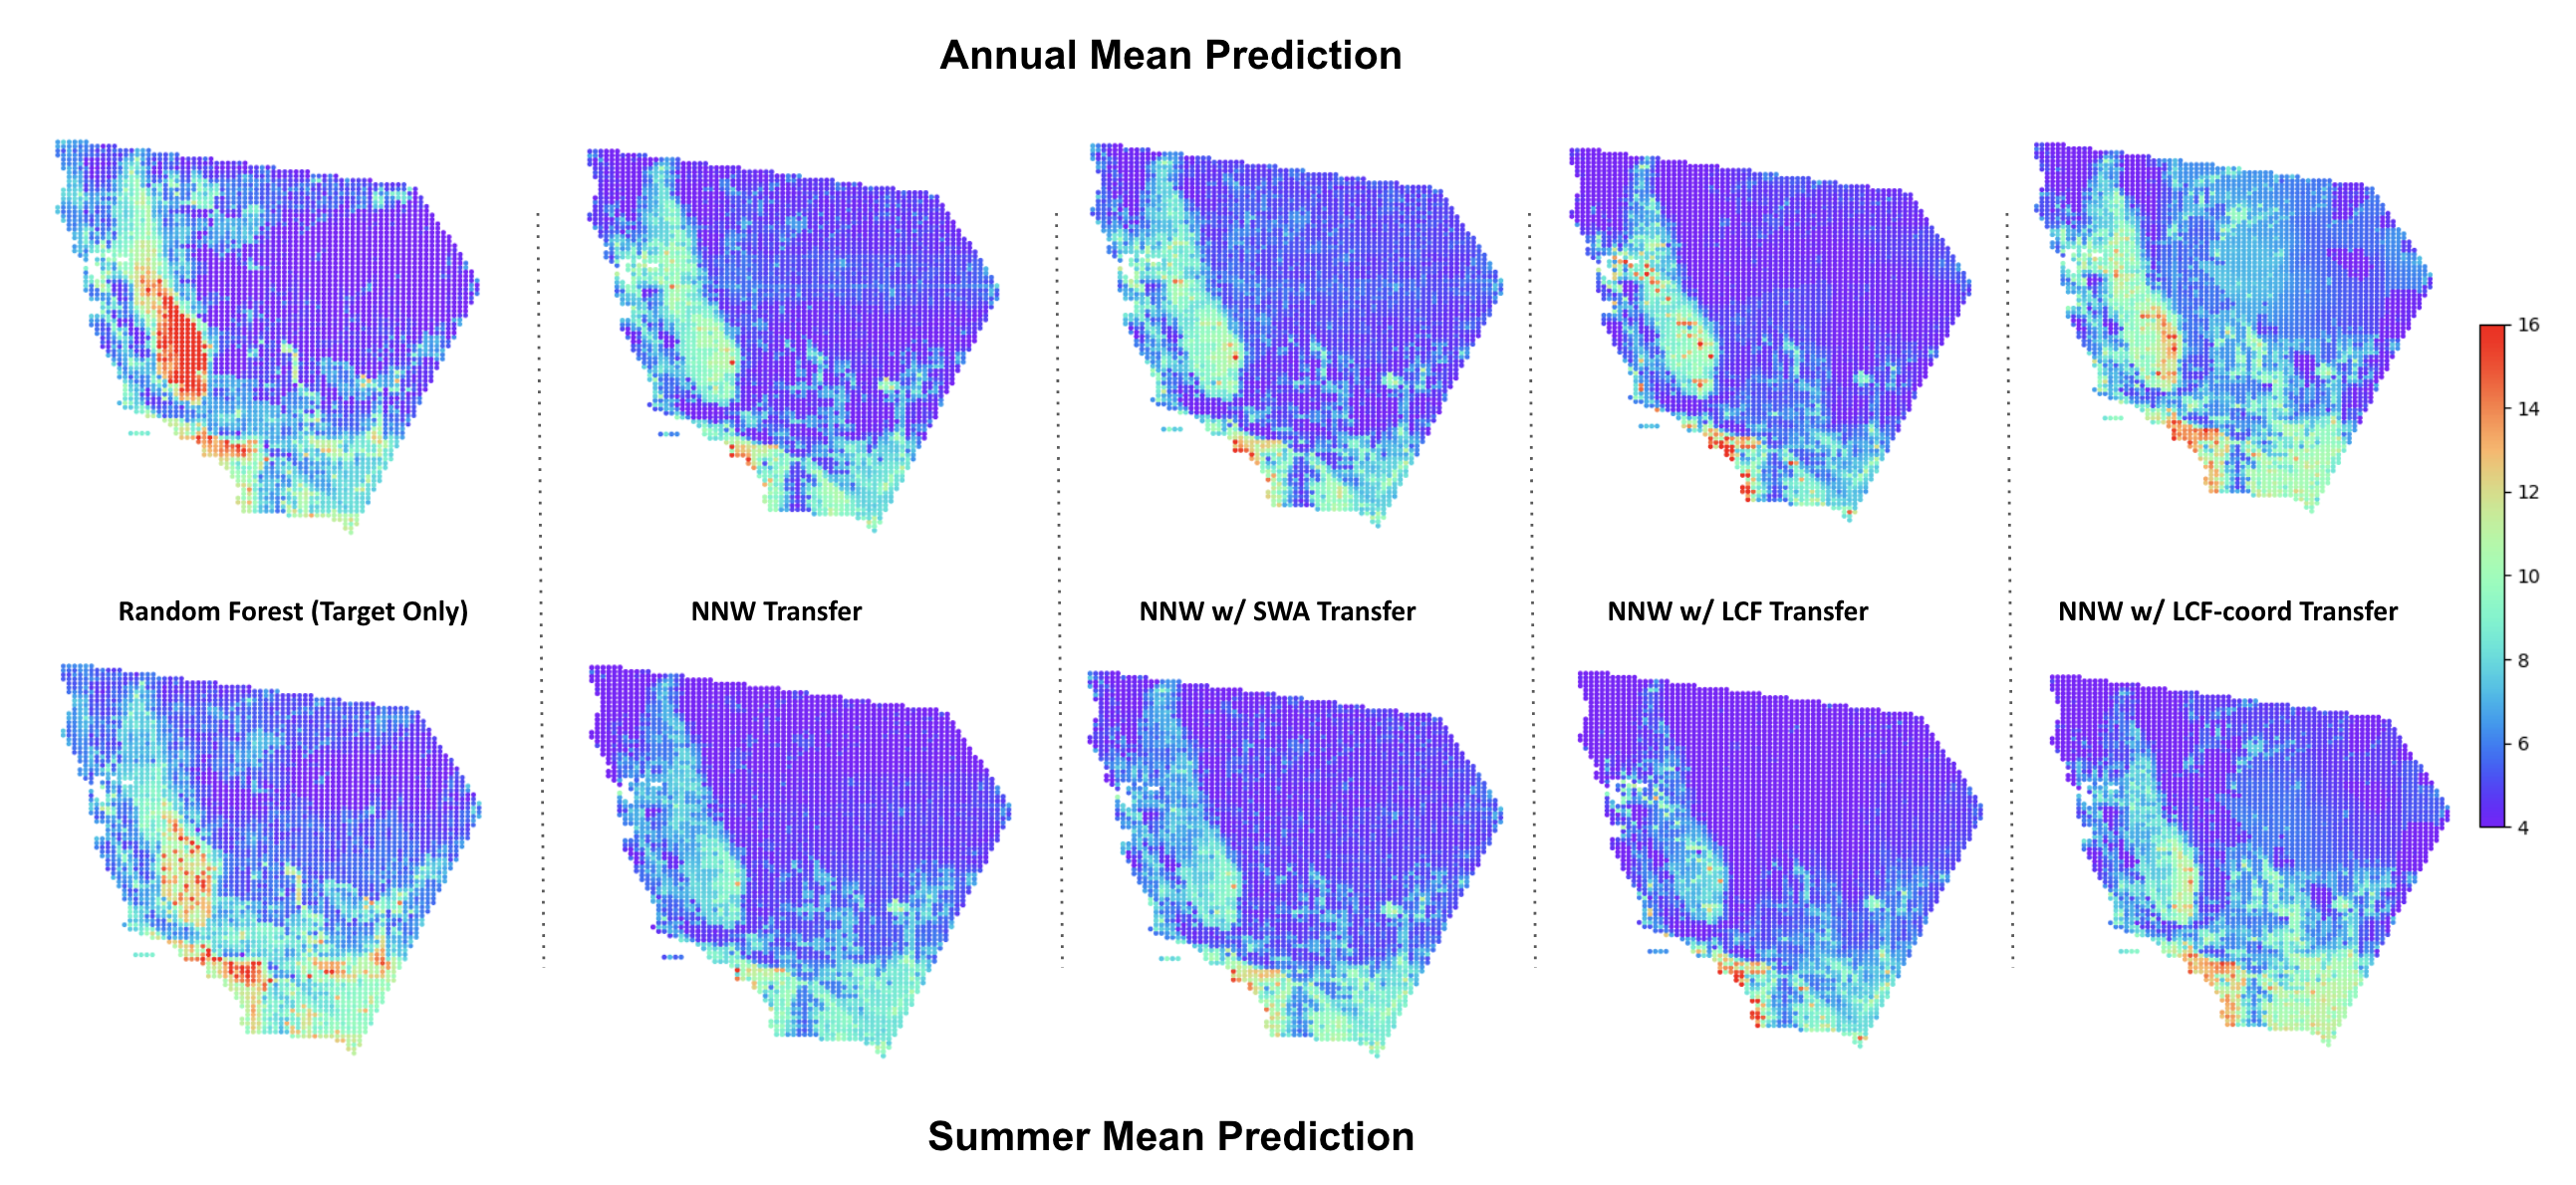 Annual Mean Prediction
Random Forest (Target Only)
NNW Transfer
NNW w/ SWA Transfer
NNW w/ LCF Transfer
NNW w/ LCF-coord Transfer
16
14
12
10
8
6
4
Summer Mean Prediction